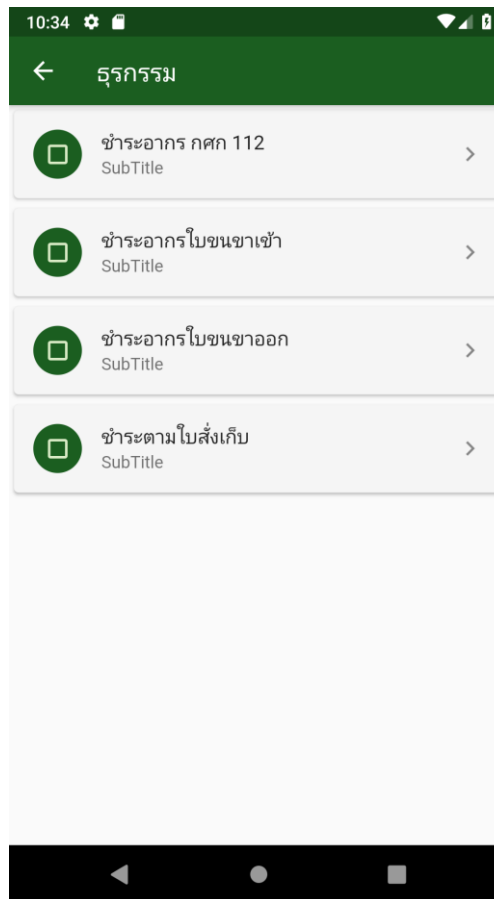 10:34
ธุรกรรม
ชำระอากร กศก 112
SubTitle
ชำระอากรใบขนขาเข้า
SubTitle
ชำระอากรใบขนขาออก
SubTitle
ชำระตามใบสั่งเก็บ
SubTitle